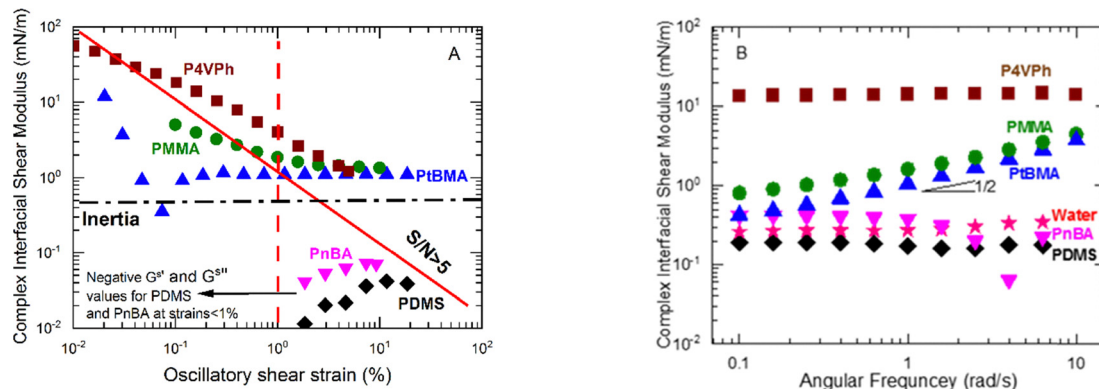 Complex Interfacial Shear Modulus (mN/m)
10²
10¹
10⁰
10⁻¹
10⁻²
A
P4VPh
PMMA
PtBMA
Inertia
S/N>5
Negative Gˢ' and Gˢ''
values for PDMS
and PnBA at strains<1%
PnBA
PDMS
10⁻² 10⁻¹ 10⁰ 10¹ 10²
Oscillatory shear strain (%)
Complex Interfacial Shear Modulus (mN/m)
10²
10¹
10⁰
10⁻¹
10⁻²
B
P4VPh
PMMA
PtBMA
1/2
Water
PnBA
PDMS
0.1 1 10
Angular Frequncey (rad/s)